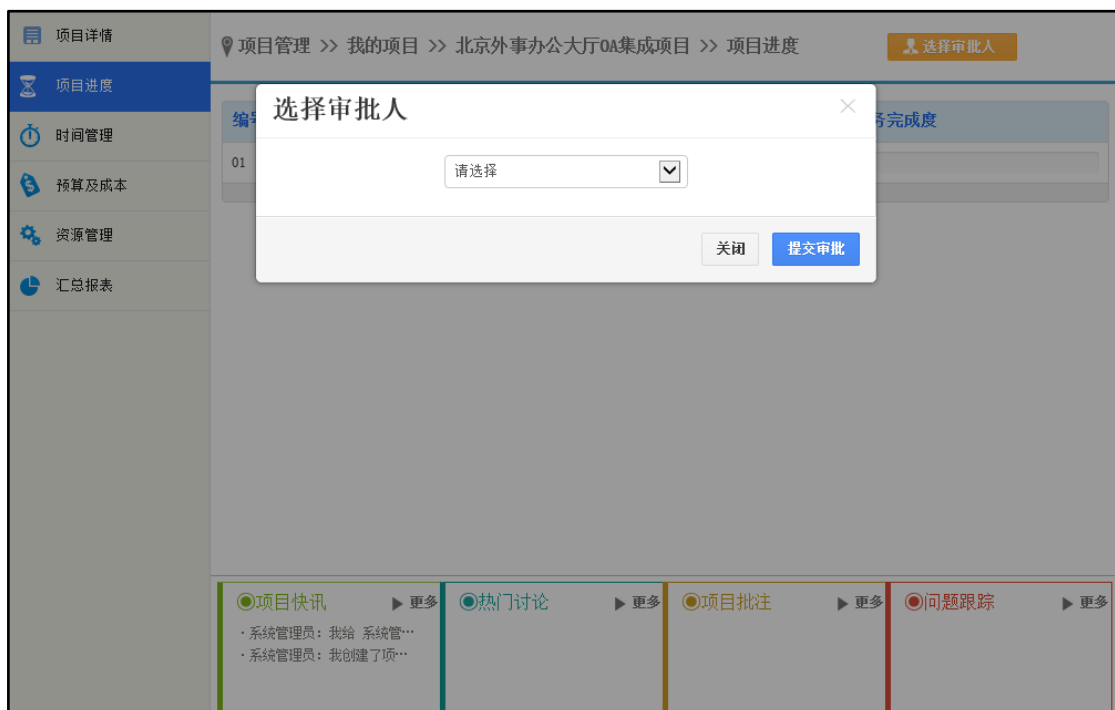 项目详情
项目进度
时间管理
预算及成本
资源管理
汇总报表
项目管理 >> 我的项目 >> 北京外事办公大厅OA集成项目 >> 项目进度
选择审批人
选择审批人
×
编号
务完成度
01
请选择
关闭
提交审批
项目快讯
更多
·系统管理员: 我给 系统管…
·系统管理员: 我创建了项…
热门讨论
更多
项目批注
更多
问题跟踪
更多